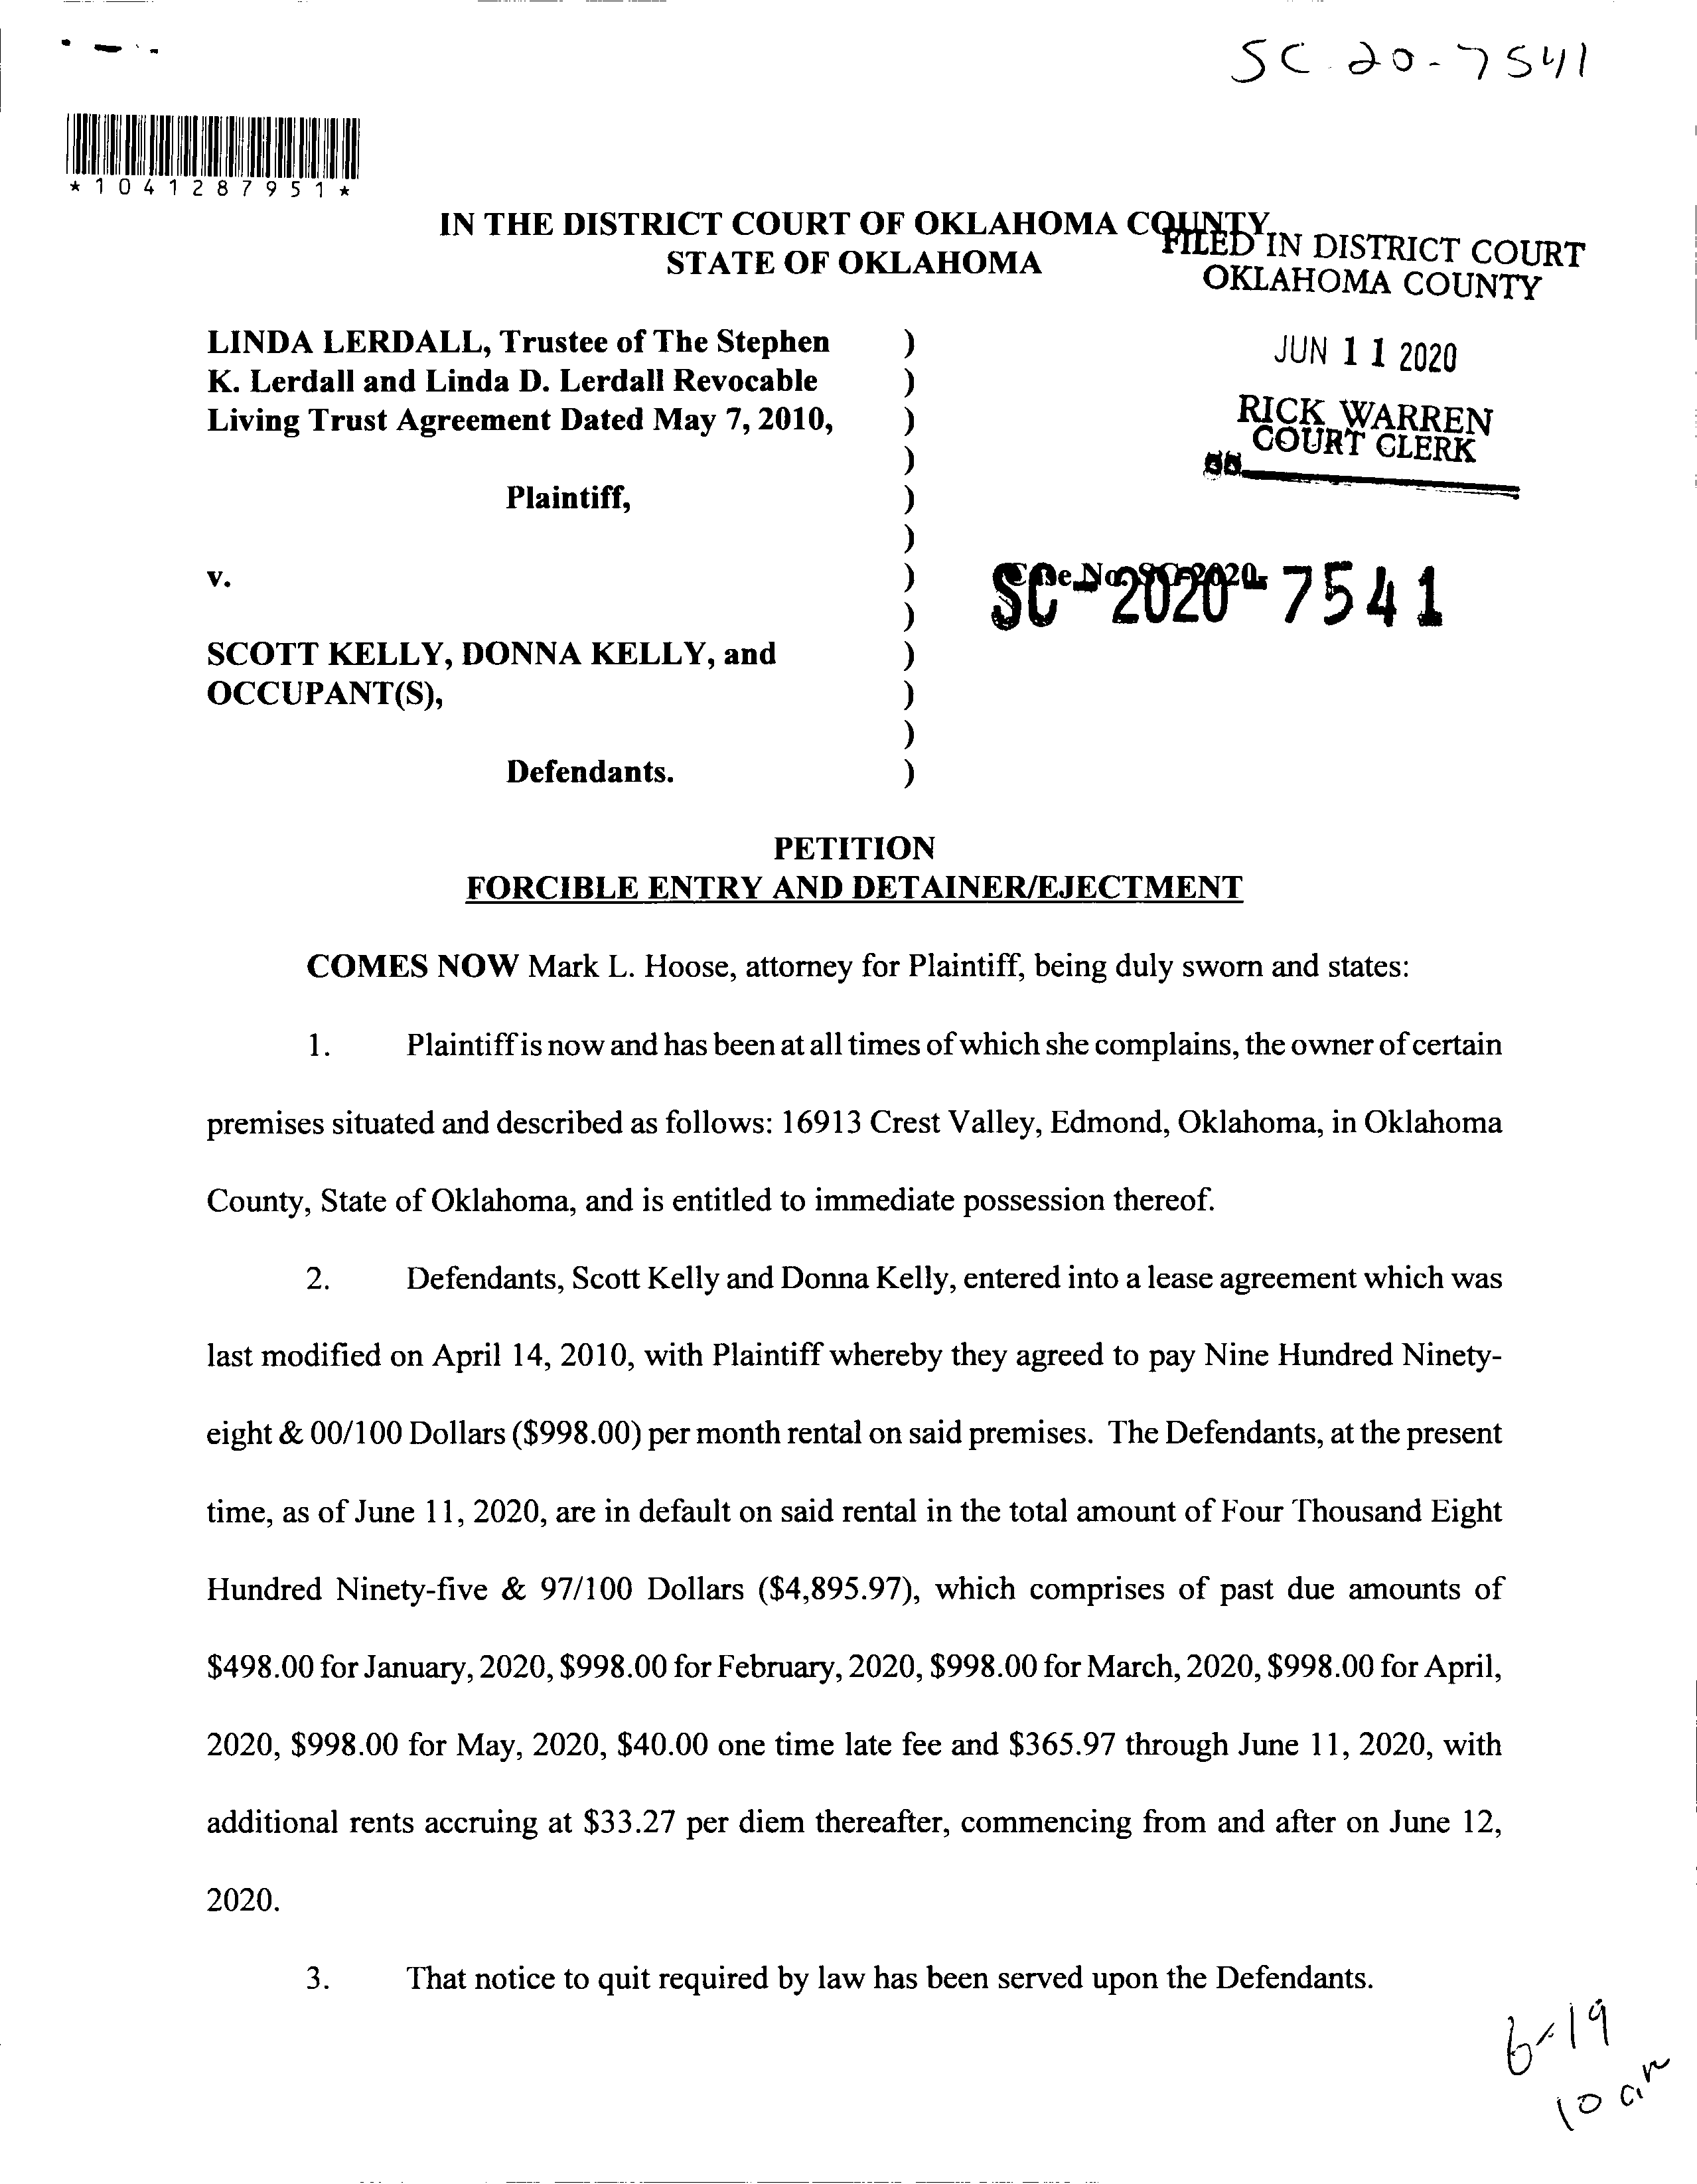 SC 20-7541
*1041287951*
IN THE DISTRICT COURT OF OKLAHOMA COUNTY
STATE OF OKLAHOMA
FILED IN DISTRICT COURT
OKLAHOMA COUNTY
JUN 11 2020
RICK WARREN
COURT CLERK
LINDA LERDALL, Trustee of The Stephen )
K. Lerdall and Linda D. Lerdall Revocable )
Living Trust Agreement Dated May 7, 2010, )
)
Plaintiff, )
)
v. )
Case No. SC-2020-
SC-2020-7541
)
SCOTT KELLY, DONNA KELLY, and )
OCCUPANT(S), )
)
Defendants. )
PETITION
FORCIBLE ENTRY AND DETAINER/EJECTMENT
COMES NOW Mark L. Hoose, attorney for Plaintiff, being duly sworn and states:
1. Plaintiff is now and has been at all times of which she complains, the owner of certain
premises situated and described as follows: 16913 Crest Valley, Edmond, Oklahoma, in Oklahoma
County, State of Oklahoma, and is entitled to immediate possession thereof.
2. Defendants, Scott Kelly and Donna Kelly, entered into a lease agreement which was
last modified on April 14, 2010, with Plaintiff whereby they agreed to pay Nine Hundred Ninety-
eight & 00/100 Dollars ($998.00) per month rental on said premises. The Defendants, at the present
time, as of June 11, 2020, are in default on said rental in the total amount of Four Thousand Eight
Hundred Ninety-five & 97/100 Dollars ($4,895.97), which comprises of past due amounts of
$498.00 for January, 2020, $998.00 for February, 2020, $998.00 for March, 2020, $998.00 for April,
2020, $998.00 for May, 2020, $40.00 one time late fee and $365.97 through June 11, 2020, with
additional rents accruing at $33.27 per diem thereafter, commencing from and after on June 12,
2020.
3. That notice to quit required by law has been served upon the Defendants.
6-19
10 am